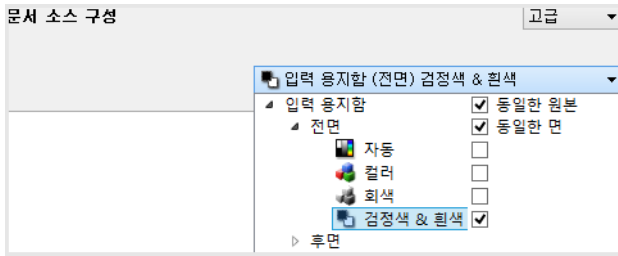 문서 소스 구성
고급
입력 용지함 (전면) 검정색 & 흰색
입력 용지함 동일한 원본
전면 동일한 면
자동
컬러
회색
검정색 & 흰색
후면